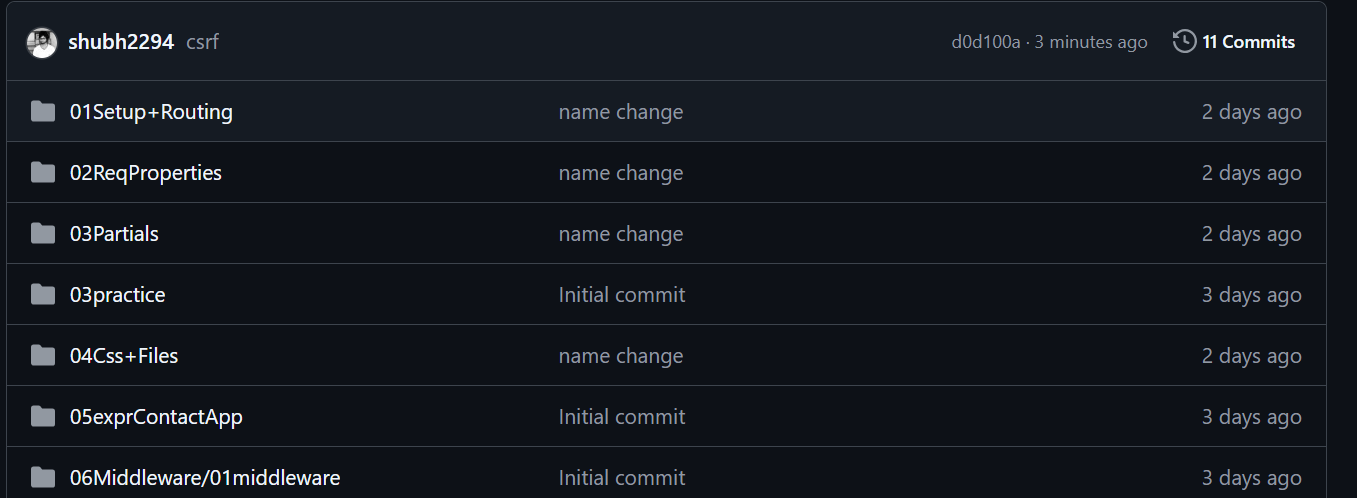 shubh2294 csrf d0d100a · 3 minutes ago 11 Commits
01Setup+Routing name change 2 days ago
02ReqProperties name change 2 days ago
03Partials name change 2 days ago
03practice Initial commit 3 days ago
04Css+Files name change 2 days ago
05exprContactApp Initial commit 3 days ago
06Middleware/01middleware Initial commit 3 days ago